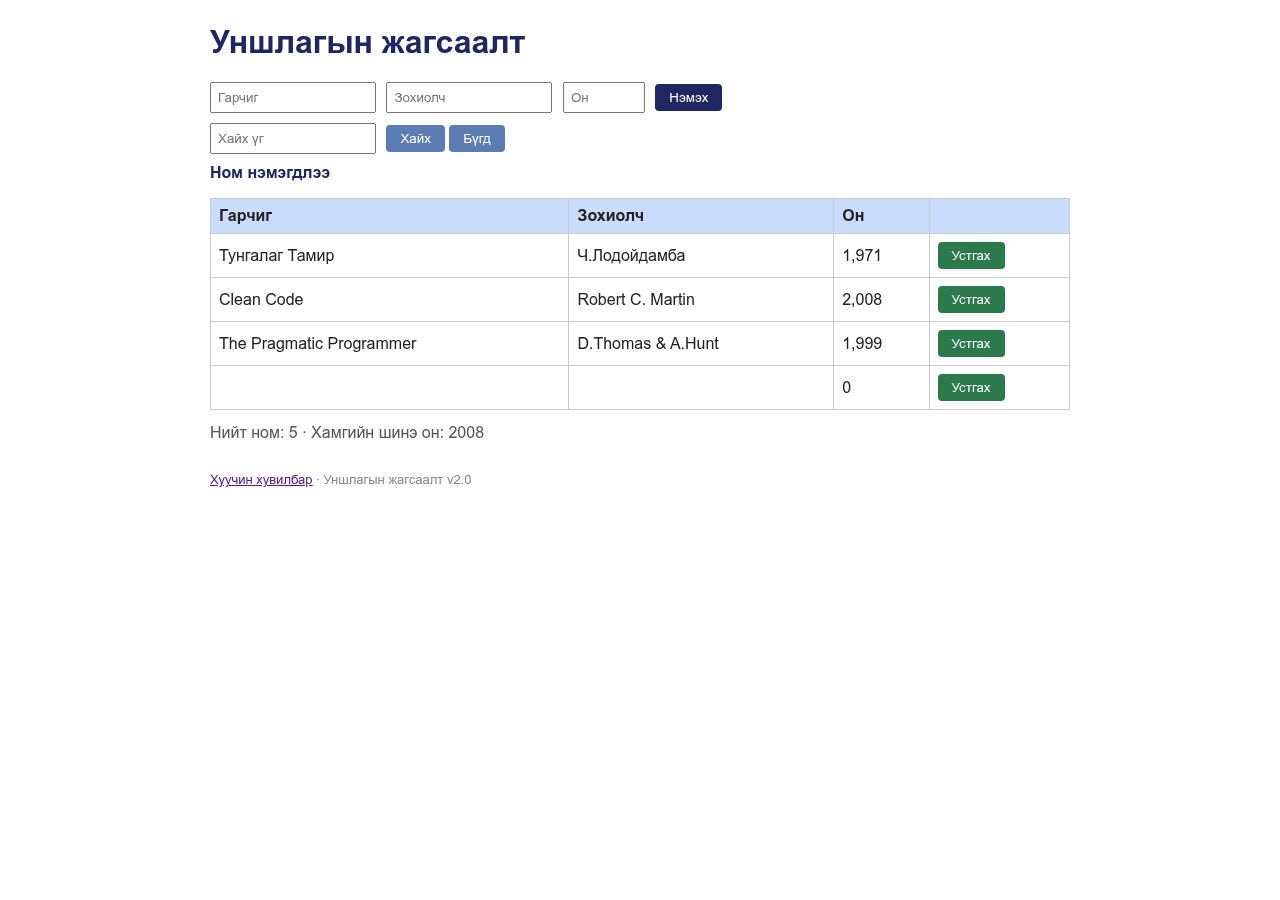 Уншлагын жагсаалт
Гарчиг Зохиолч Он Нэмэх
Хайх үг Хайх Бүгд
Ном нэмэгдлээ
Гарчиг Зохиолч Он
Тунгалаг Тамир Ч.Лодойдамба 1,971 Устгах
Clean Code Robert C. Martin 2,008 Устгах
The Pragmatic Programmer D.Thomas & A.Hunt 1,999 Устгах
0 Устгах
Нийт ном: 5 · Хамгийн шинэ он: 2008
Хуучин хувилбар · Уншлагын жагсаалт v2.0